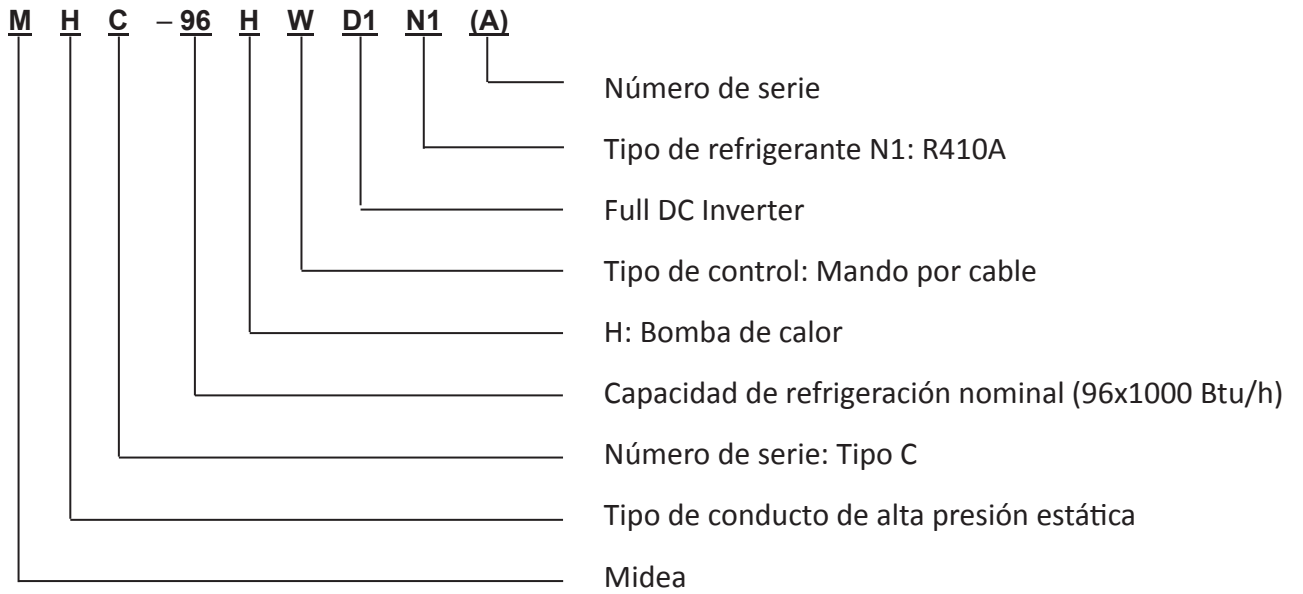 M H C – 96 H W D1 N1 (A)
Número de serie
Tipo de refrigerante N1: R410A
Full DC Inverter
Tipo de control: Mando por cable
H: Bomba de calor
Capacidad de refrigeración nominal (96x1000 Btu/h)
Número de serie: Tipo C
Tipo de conducto de alta presión estática
Midea